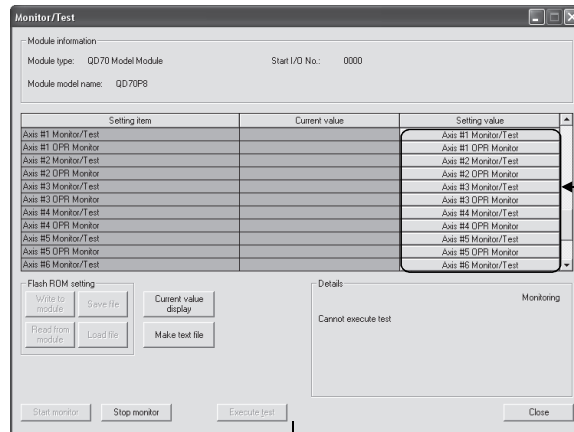 Monitor/Test
Module information
Module type: QD70 Model Module Start I/O No.: 0000
Module model name: QD70P8
Setting item Current value Setting value
Axis #1 Monitor/Test Axis #1 Monitor/Test
Axis #1 OPR Monitor Axis #1 OPR Monitor
Axis #2 Monitor/Test Axis #2 Monitor/Test
Axis #2 OPR Monitor Axis #2 OPR Monitor
Axis #3 Monitor/Test Axis #3 Monitor/Test
Axis #3 OPR Monitor Axis #3 OPR Monitor
Axis #4 Monitor/Test Axis #4 Monitor/Test
Axis #4 OPR Monitor Axis #4 OPR Monitor
Axis #5 Monitor/Test Axis #5 Monitor/Test
Axis #5 OPR Monitor Axis #5 OPR Monitor
Axis #6 Monitor/Test Axis #6 Monitor/Test
Flash ROM setting
Write to module
Save file
Current value display
Read from module
Load file
Make text file
Details
Monitoring
Cannot execute test
Start monitor Stop monitor Execute test Close